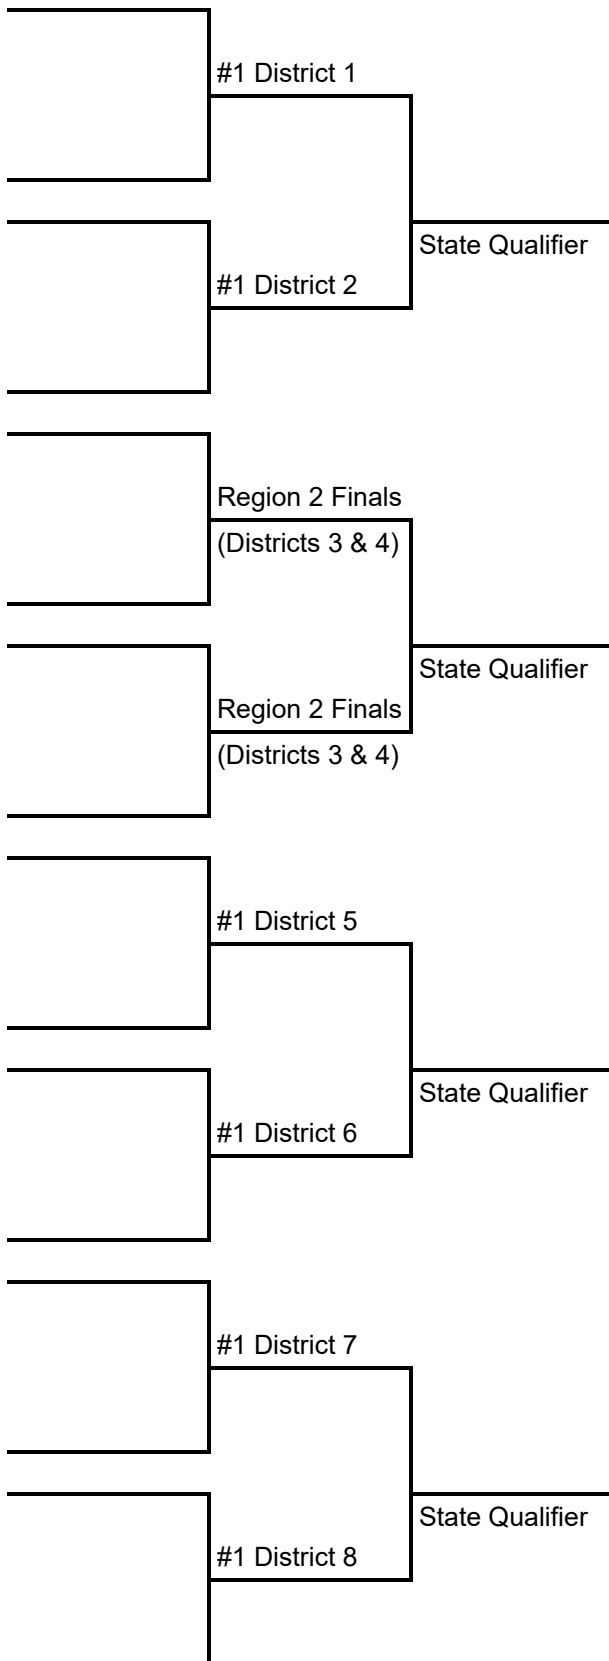 #1 District 1
State Qualifier
#1 District 2
Region 2 Finals
(Districts 3 & 4)
State Qualifier
Region 2 Finals
(Districts 3 & 4)
#1 District 5
State Qualifier
#1 District 6
#1 District 7
State Qualifier
#1 District 8